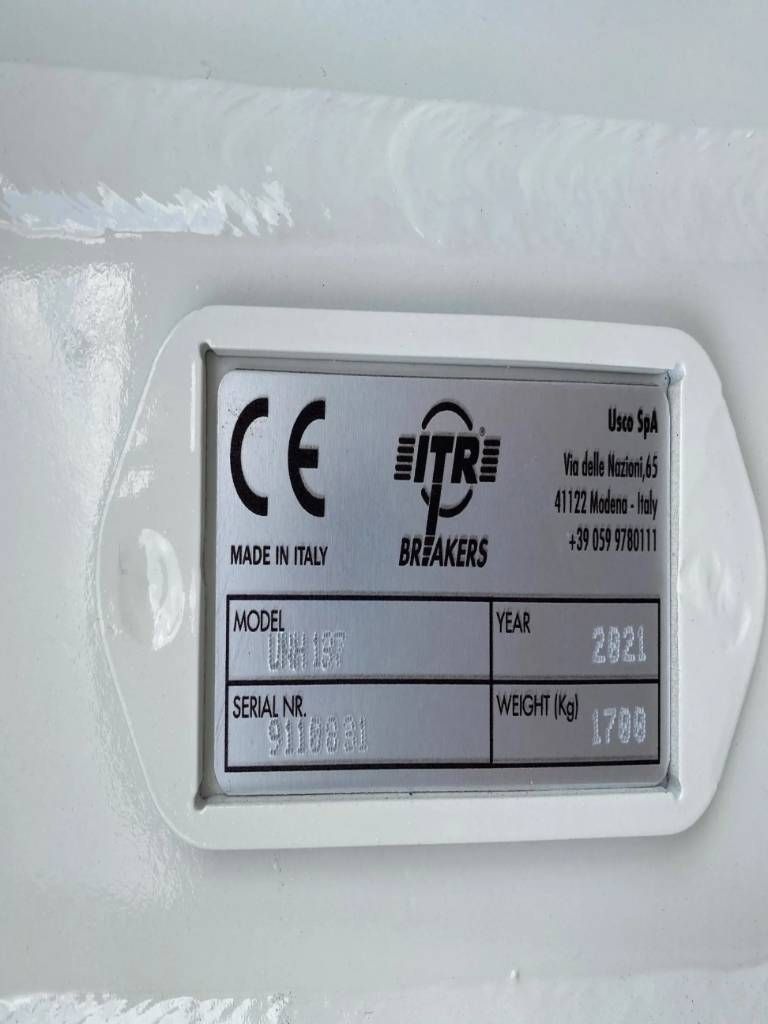 CE
MADE IN ITALY
ITR®
BREAKERS
Usco SpA
Via delle Nazioni,65
41122 Modena - Italy
+39 059 9780111
MODEL
YEAR
2021
SERIAL NR.
WEIGHT (Kg)
1700